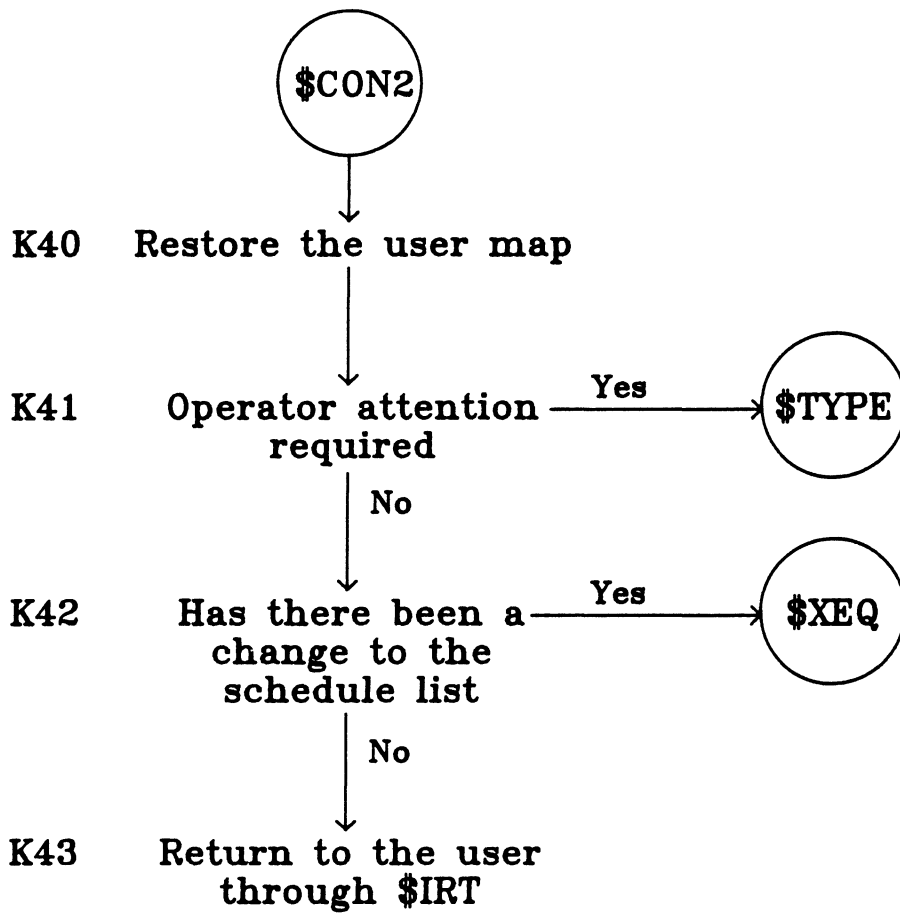 $CON2
K40 Restore the user map
K41 Operator attention Yes $TYPE
required
No
K42 Has there been a Yes $XEQ
change to the
schedule list
No
K43 Return to the user
through $IRT